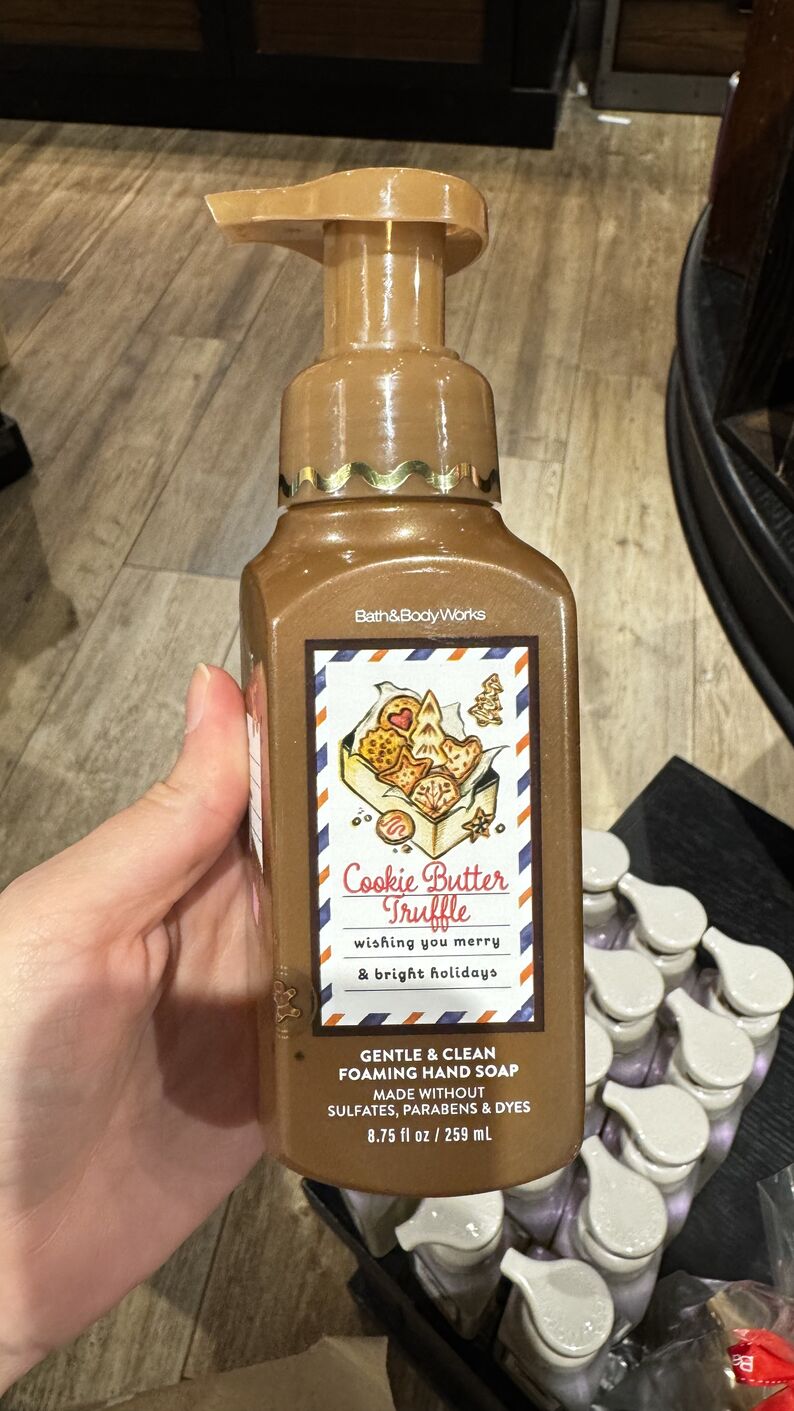 Bath&BodyWorks
Cookie Butter
Truffle
wishing you merry
& bright holidays
GENTLE & CLEAN
FOAMING HAND SOAP
MADE WITHOUT
SULFATES, PARABENS & DYES
8.75 fl oz / 259 mL